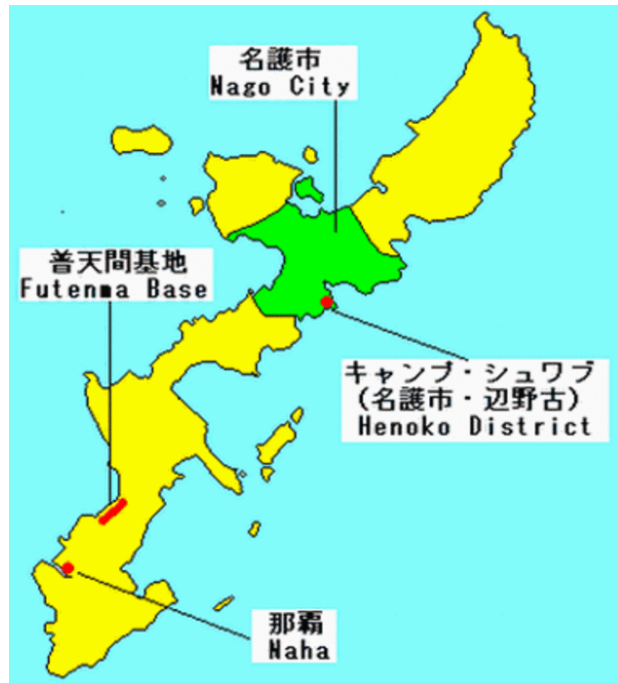 名護市
Nago City
普天間基地
Futenma Base
キャンプ・シュワブ
(名護市・辺野古)
Henoko District
那覇
Naha